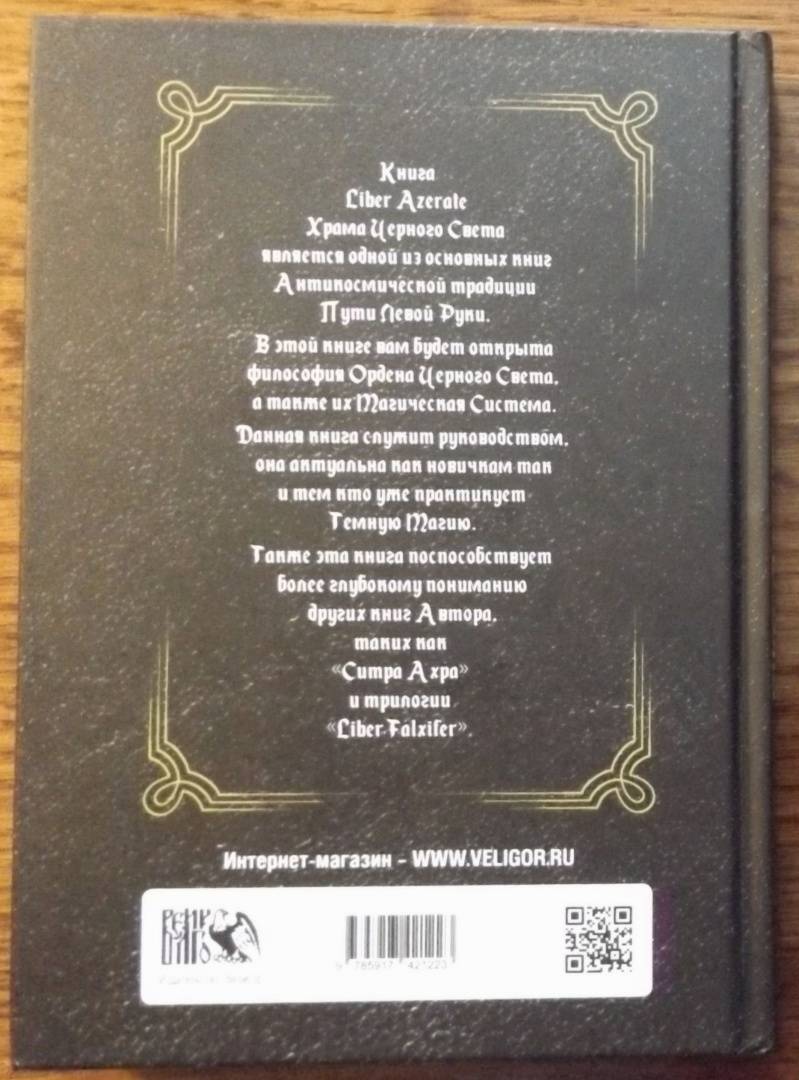 Книга
Liber Azerate
Храма Черного Света
является одной из основных книг
Антикосмической традиции
Пути Левой Руки.
В этой книге вам будет открыта
философия Ордена Черного Света,
а также их Магическая Система.
Данная книга служит руководством,
она актуальна как новичкам так
и тем кто уже практикует
Темную Магию.
Также эта книга поспособствует
более глубокому пониманию
других книг Автора,
таких как
«Ситра Ахра»
и трилогии
«Liber Falxifer».
Интернет-магазин - WWW.VELIGOR.RU
9 785917 421223